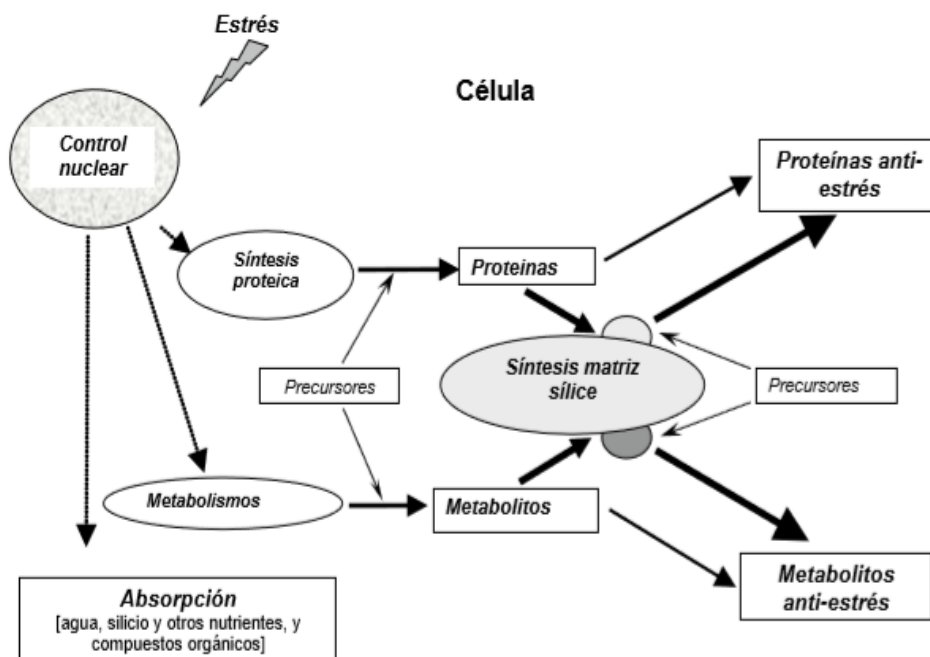 Estrés
Célula
Control
nuclear
Proteínas anti-
estrés
Síntesis
proteica
Proteinas
Síntesis matriz
sílice
Precursores
Precursores
Metabolismos
Metabolitos
Metabolitos
anti-estrés
Absorpción
[agua, silicio y otros nutrientes, y
compuestos orgánicos]